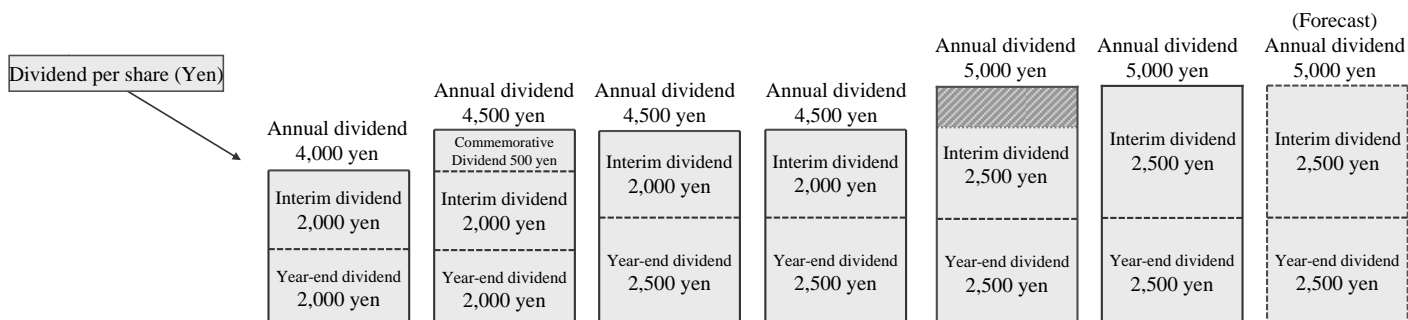 Dividend per share (Yen)
Annual dividend
4,000 yen
Interim dividend
2,000 yen
Year-end dividend
2,000 yen
Annual dividend
4,500 yen
Commemorative
Dividend 500 yen
Interim dividend
2,000 yen
Year-end dividend
2,000 yen
Annual dividend
4,500 yen
Interim dividend
2,000 yen
Year-end dividend
2,500 yen
Annual dividend
4,500 yen
Interim dividend
2,000 yen
Year-end dividend
2,500 yen
Annual dividend
5,000 yen
Interim dividend
2,500 yen
Year-end dividend
2,500 yen
Annual dividend
5,000 yen
Interim dividend
2,500 yen
Year-end dividend
2,500 yen
(Forecast)
Annual dividend
5,000 yen
Interim dividend
2,500 yen
Year-end dividend
2,500 yen